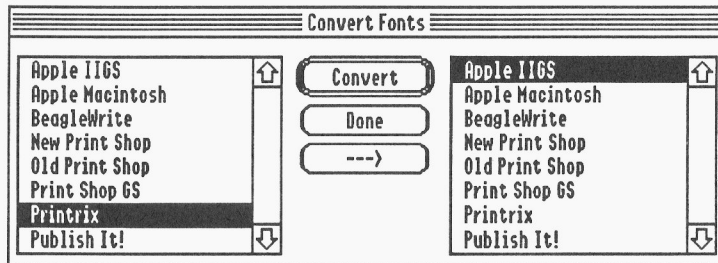 Convert Fonts
Apple IIGS
Apple Macintosh
BeagleWrite
New Print Shop
Old Print Shop
Print Shop GS
Printrix
Publish It!
Convert
Done
--->
Apple IIGS
Apple Macintosh
BeagleWrite
New Print Shop
Old Print Shop
Print Shop GS
Printrix
Publish It!